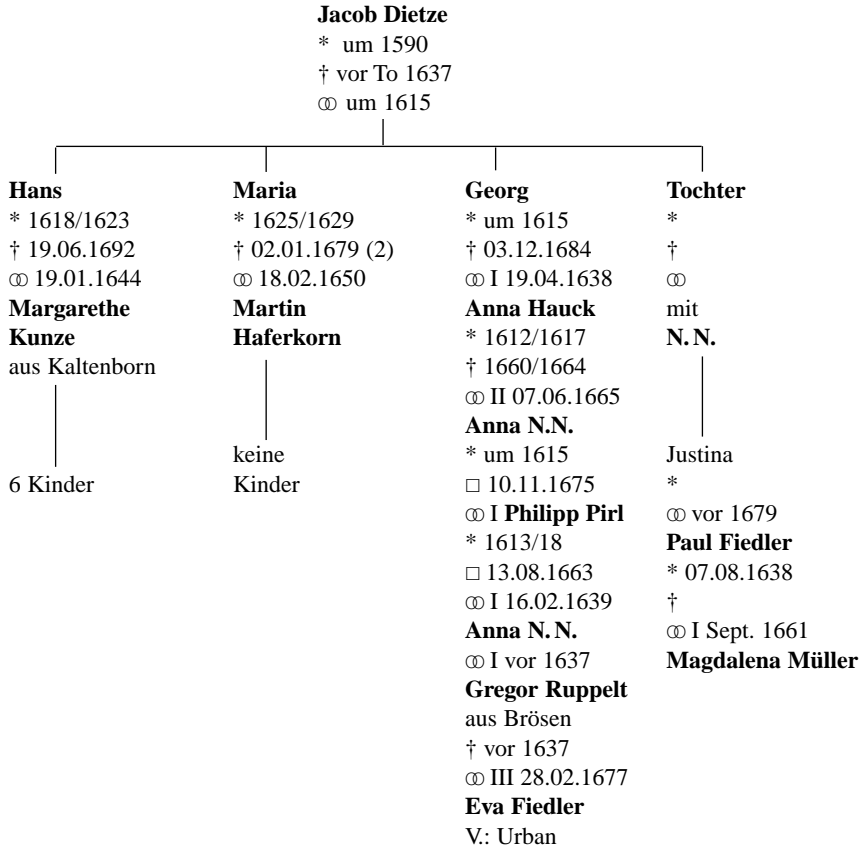 Jacob Dietze
* um 1590
† vor To 1637
⚭ um 1615
Hans
* 1618/1623
† 19.06.1692
⚭ 19.01.1644
Margarethe
Kunze
aus Kaltenborn
6 Kinder
Maria
* 1625/1629
† 02.01.1679 (2)
⚭ 18.02.1650
Martin
Haferkorn
keine
Kinder
Georg
* um 1615
† 03.12.1684
⚭ I 19.04.1638
Anna Hauck
* 1612/1617
† 1660/1664
⚭ II 07.06.1665
Anna N.N.
* um 1615
□ 10.11.1675
⚭ I Philipp Pirl
* 1613/18
□ 13.08.1663
⚭ I 16.02.1639
Anna N. N.
⚭ I vor 1637
Gregor Ruppelt
aus Brösen
† vor 1637
⚭ III 28.02.1677
Eva Fiedler
V.: Urban
Tochter
*
†
⚭
mit
N. N.
Justina
*
⚭ vor 1679
Paul Fiedler
* 07.08.1638
†
⚭ I Sept. 1661
Magdalena Müller